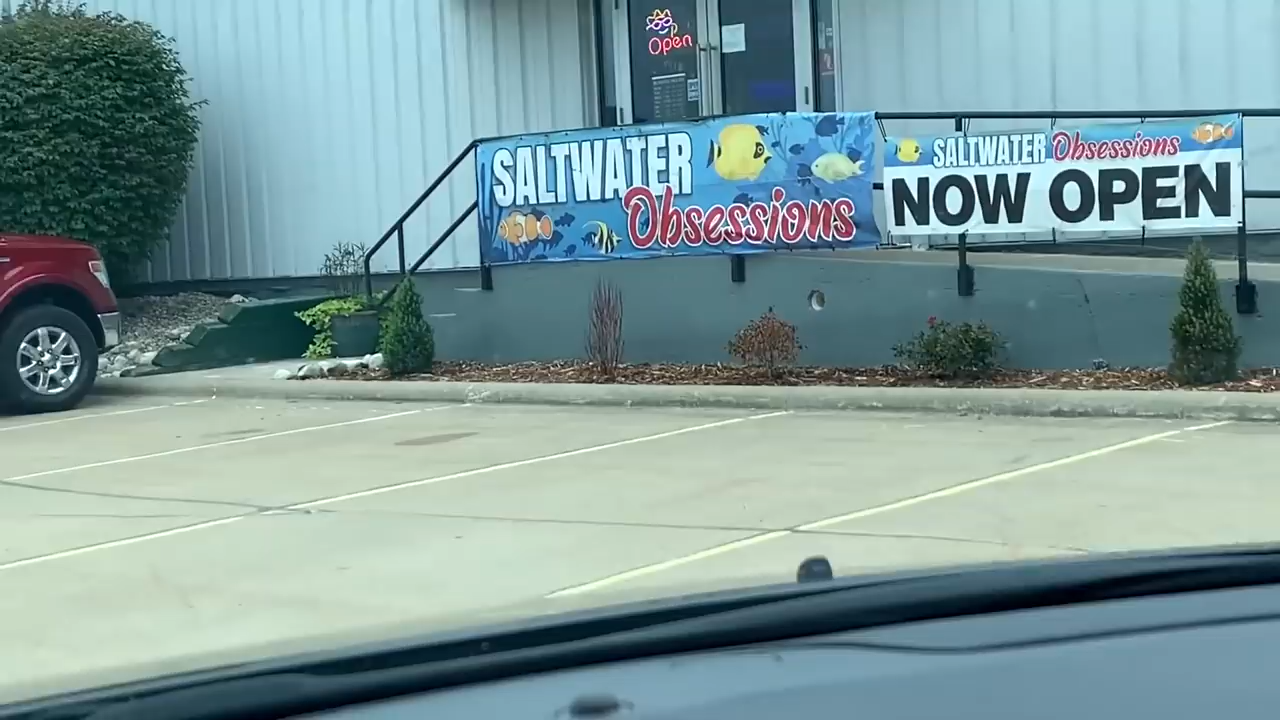 Open
SALTWATER
Obsessions
SALTWATER Obsessions
NOW OPEN